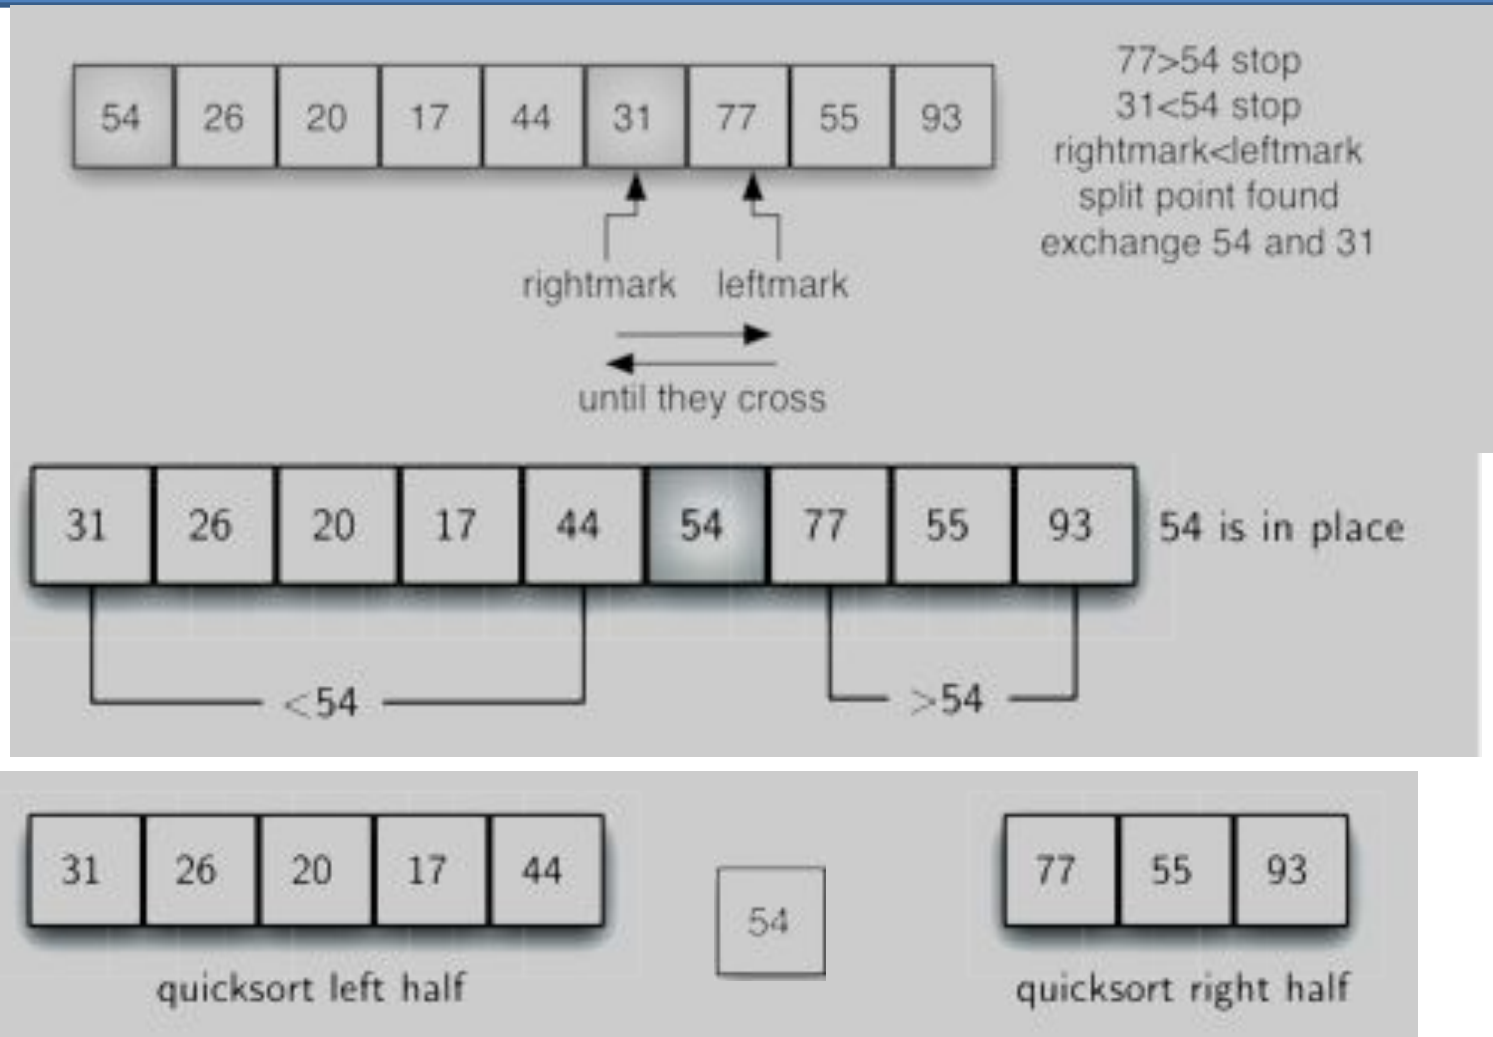 54 26 20 17 44 31 77 55 93
77>54 stop
31<54 stop
rightmark<leftmark
split point found
exchange 54 and 31
rightmark leftmark
until they cross
31 26 20 17 44 54 77 55 93 54 is in place
<54 >54
31 26 20 17 44 54 77 55 93
quicksort left half quicksort right half